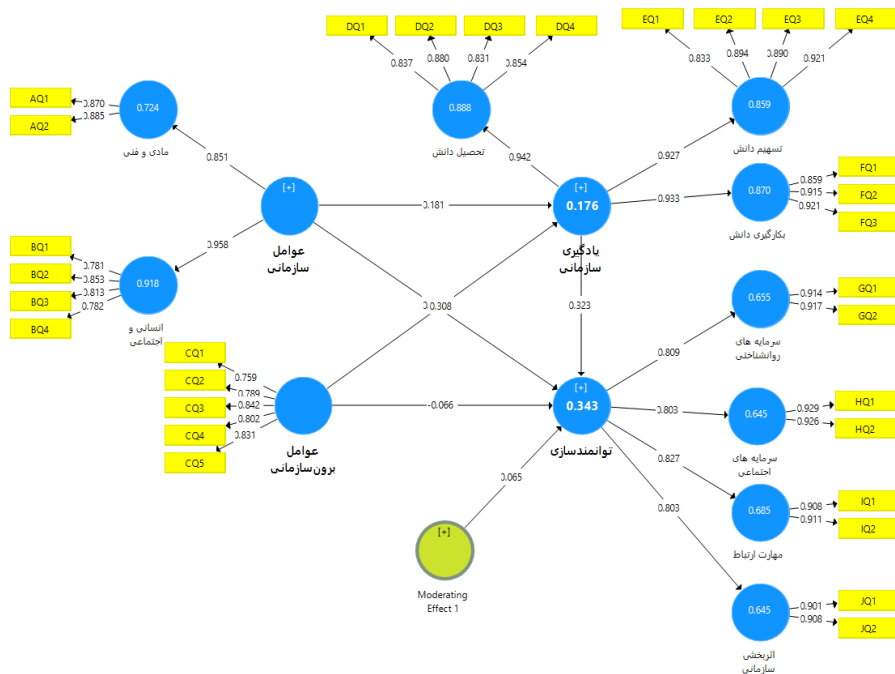 DQ1
DQ2
DQ3
DQ4
0.837
0.880
0.831
0.854
0.888
تحصیل دانش
EQ1
EQ2
EQ3
EQ4
0.833
0.894
0.890
0.921
0.859
تسهیم دانش
AQ1
AQ2
0.870
0.885
0.724
مادی و فنی
0.851
0.942
0.927
[+]
عوامل
سازمانی
0.181
[+]
0.176
یادگیری
سازمانی
0.933
0.870
بکارگیری دانش
0.859
0.915
0.921
FQ1
FQ2
FQ3
0.958
BQ1
BQ2
BQ3
BQ4
0.781
0.853
0.813
0.782
0.918
انسانی و
اجتماعی
0.308
0.323
0.655
سرمایه های
روانشناختی
0.914
0.917
GQ1
GQ2
0.809
CQ1
CQ2
CQ3
CQ4
CQ5
0.759
0.789
0.842
0.802
0.831
عوامل
برون‌سازمانی
-0.066
[+]
0.343
توانمندسازی
0.803
0.645
سرمایه های
اجتماعی
0.929
0.926
HQ1
HQ2
0.827
0.685
مهارت ارتباط
0.908
0.911
IQ1
IQ2
0.065
[+]
Moderating
Effect 1
0.803
0.645
اثربخشی
سازمانی
0.901
0.908
JQ1
JQ2